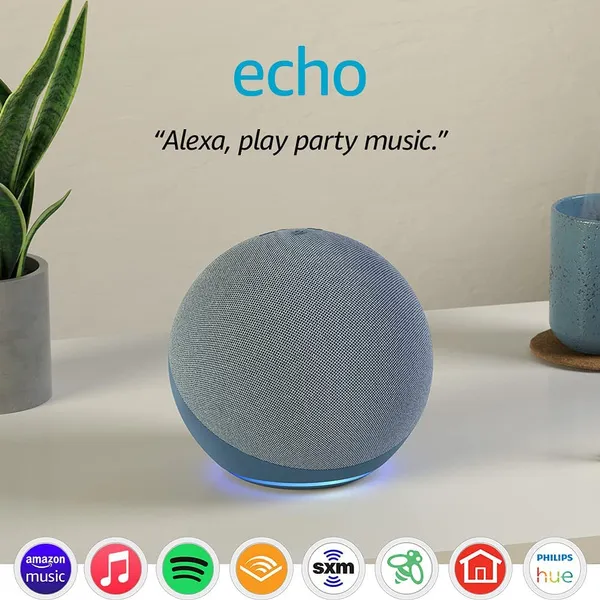 echo
“Alexa, play party music.”
amazon music
sxm
PHILIPS
hue